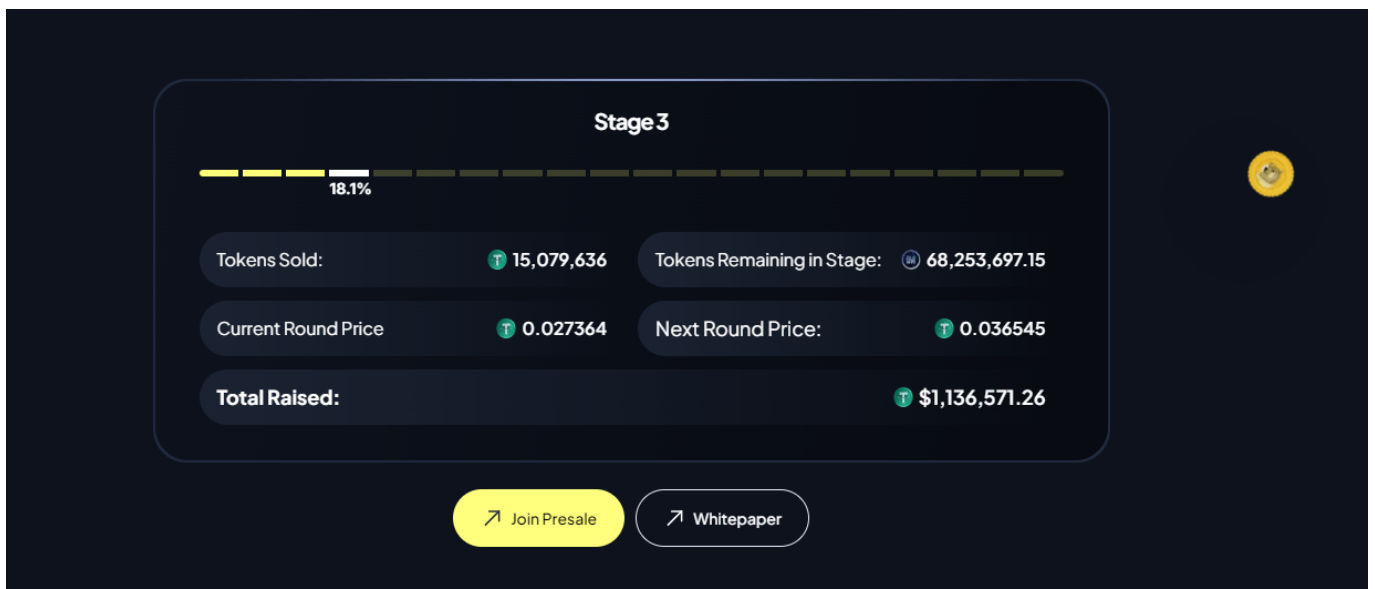 Stage 3
18.1%
Tokens Sold: 15,079,636
Tokens Remaining in Stage: 68,253,697.15
Current Round Price 0.027364
Next Round Price: 0.036545
Total Raised: $1,136,571.26
Join Presale
Whitepaper